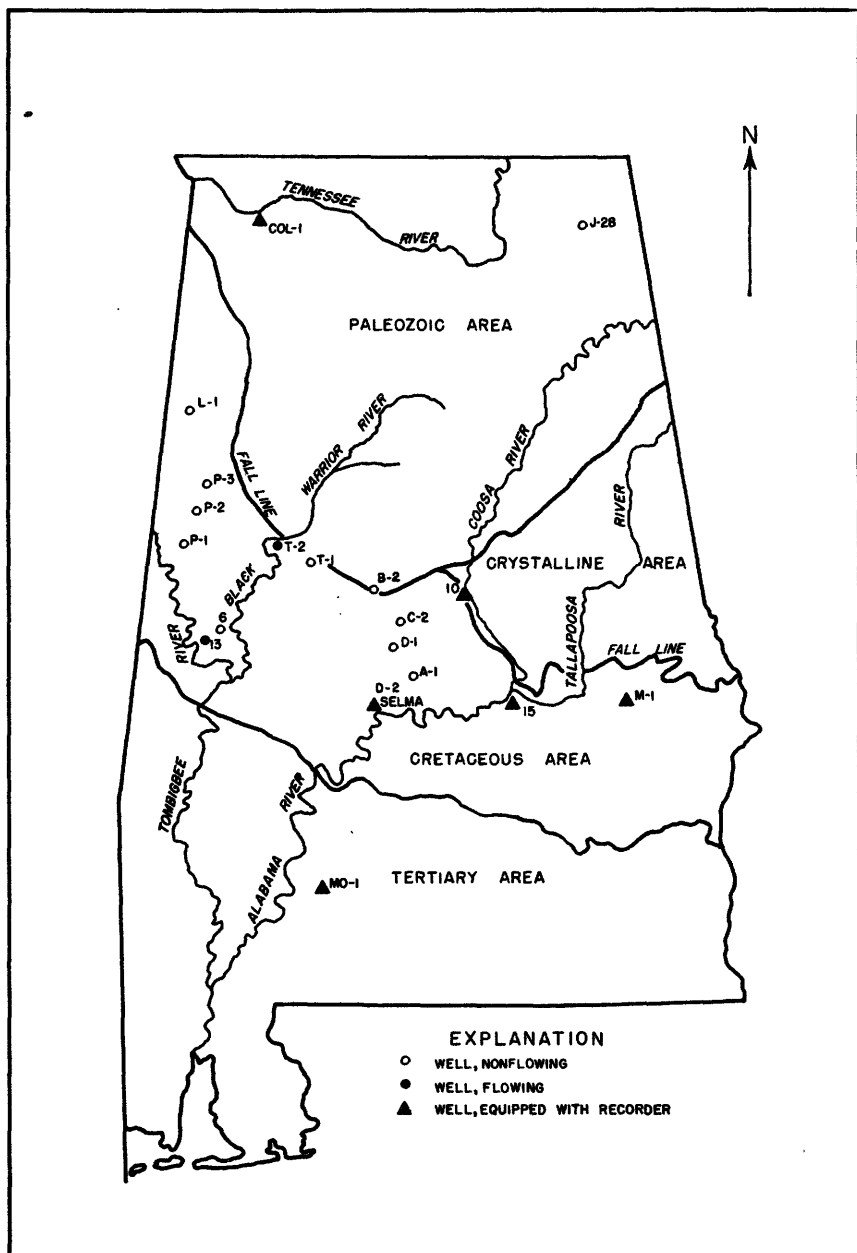 N
TENNESSEE RIVER
COL-1
J-28
PALEOZOIC AREA
L-1
WARRIOR RIVER
COOSA RIVER
FALL LINE
P-3
P-2
P-1
T-2
T-1
BLACK
B-2
CRYSTALLINE AREA
RIVER
10
6
13
RIVER
C-2
D-1
TALLAPOOSA
FALL LINE
A-1
D-2
SELMA
15
M-1
CRETACEOUS AREA
TOMBIGBEE
RIVER
ALABAMA
MO-1
TERTIARY AREA
EXPLANATION
WELL, NONFLOWING
WELL, FLOWING
WELL, EQUIPPED WITH RECORDER